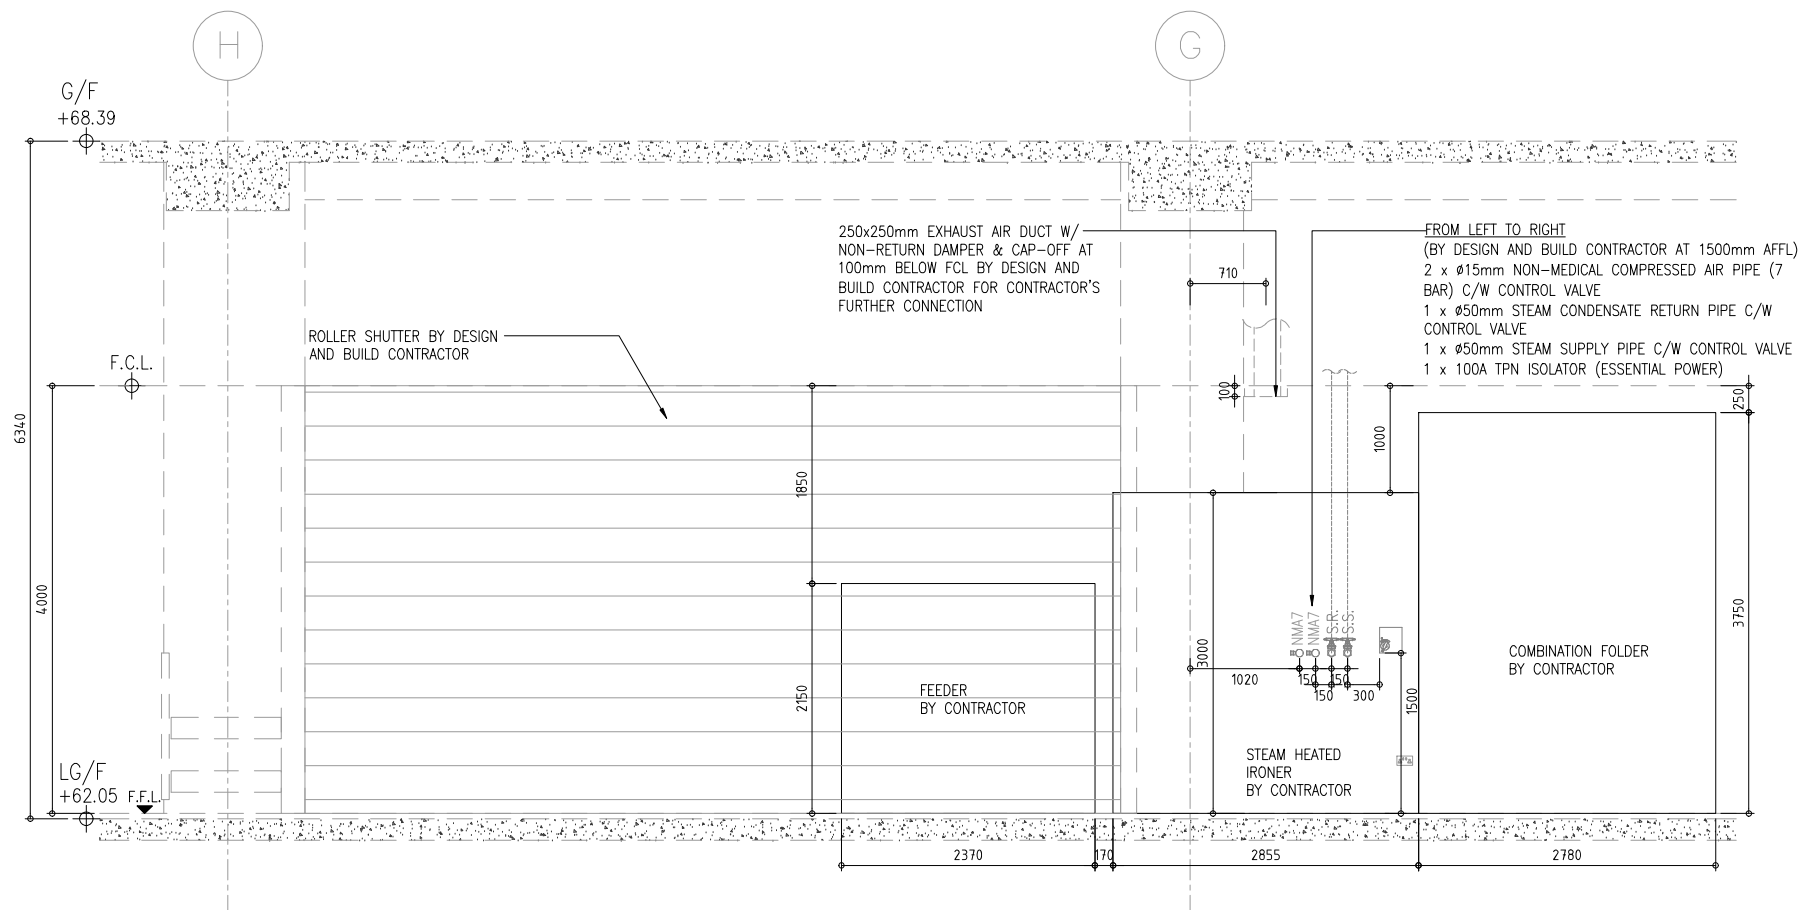 H
G
G/F
+68.39
250x250mm EXHAUST AIR DUCT W/
NON-RETURN DAMPER & CAP-OFF AT
100mm BELOW FCL BY DESIGN AND
BUILD CONTRACTOR FOR CONTRACTOR'S
FURTHER CONNECTION
710
FROM LEFT TO RIGHT
(BY DESIGN AND BUILD CONTRACTOR AT 1500mm AFFL)
2 x ø15mm NON-MEDICAL COMPRESSED AIR PIPE (7
BAR) C/W CONTROL VALVE
1 x ø50mm STEAM CONDENSATE RETURN PIPE C/W
CONTROL VALVE
1 x ø50mm STEAM SUPPLY PIPE C/W CONTROL VALVE
1 x 100A TPN ISOLATOR (ESSENTIAL POWER)
ROLLER SHUTTER BY DESIGN
AND BUILD CONTRACTOR
F.C.L.
6340
4000
1850
2150
100
1000
250
3750
3000
NMA7
NMA7
S.R.
S.S.
1020
150
150
150
300
1500
FEEDER
BY CONTRACTOR
STEAM HEATED
IRONER
BY CONTRACTOR
COMBINATION FOLDER
BY CONTRACTOR
LG/F
+62.05
F.F.L.
2370
170
2855
2780